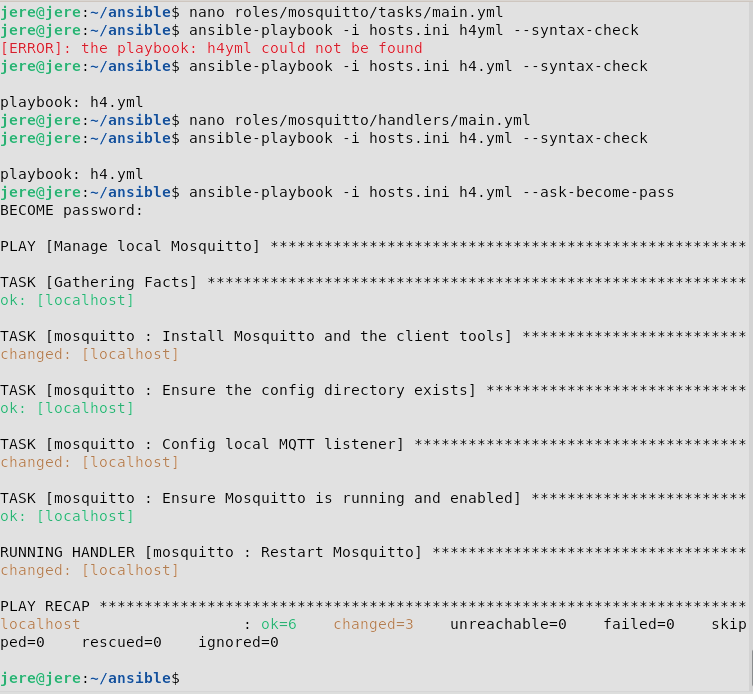 jere@jere:~/ansible$ nano roles/mosquitto/tasks/main.yml
jere@jere:~/ansible$ ansible-playbook -i hosts.ini h4yml --syntax-check
[ERROR]: the playbook: h4yml could not be found
jere@jere:~/ansible$ ansible-playbook -i hosts.ini h4.yml --syntax-check

playbook: h4.yml
jere@jere:~/ansible$ nano roles/mosquitto/handlers/main.yml
jere@jere:~/ansible$ ansible-playbook -i hosts.ini h4.yml --syntax-check

playbook: h4.yml
jere@jere:~/ansible$ ansible-playbook -i hosts.ini h4.yml --ask-become-pass
BECOME password:

PLAY [Manage local Mosquitto] *****************************************************

TASK [Gathering Facts] ************************************************************
ok: [localhost]

TASK [mosquitto : Install Mosquitto and the client tools] *************************
changed: [localhost]

TASK [mosquitto : Ensure the config directory exists] *****************************
ok: [localhost]

TASK [mosquitto : Config local MQTT listener] *************************************
changed: [localhost]

TASK [mosquitto : Ensure Mosquitto is running and enabled] ************************
ok: [localhost]

RUNNING HANDLER [mosquitto : Restart Mosquitto] ***********************************
changed: [localhost]

PLAY RECAP ************************************************************************
localhost                  : ok=6    changed=3    unreachable=0    failed=0    skip
ped=0    rescued=0    ignored=0

jere@jere:~/ansible$